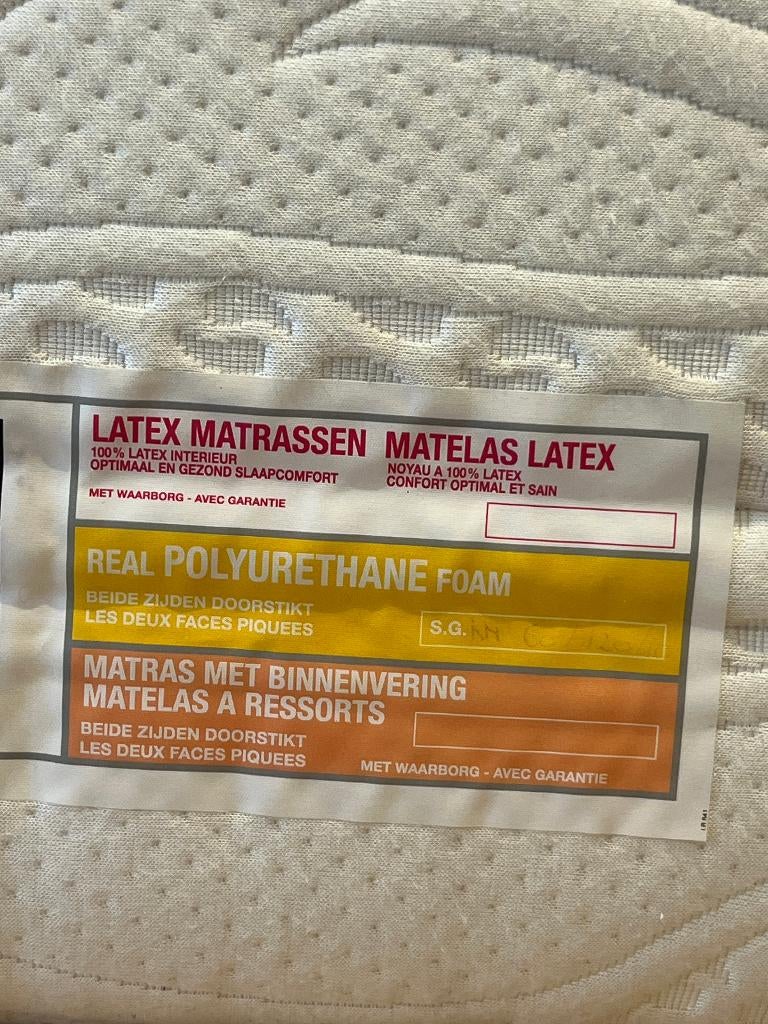 LATEX MATRASSEN MATELAS LATEX
100% LATEX INTERIEUR
OPTIMAAL EN GEZOND SLAAPCOMFORT
NOYAU A 100% LATEX
CONFORT OPTIMAL ET SAIN
MET WAARBORG - AVEC GARANTIE
REAL POLYURETHANE FOAM
BEIDE ZIJDEN DOORSTIKT
LES DEUX FACES PIQUEES
S.G.
MATRAS MET BINNENVERING
MATELAS A RESSORTS
BEIDE ZIJDEN DOORSTIKT
LES DEUX FACES PIQUEES
MET WAARBORG - AVEC GARANTIE